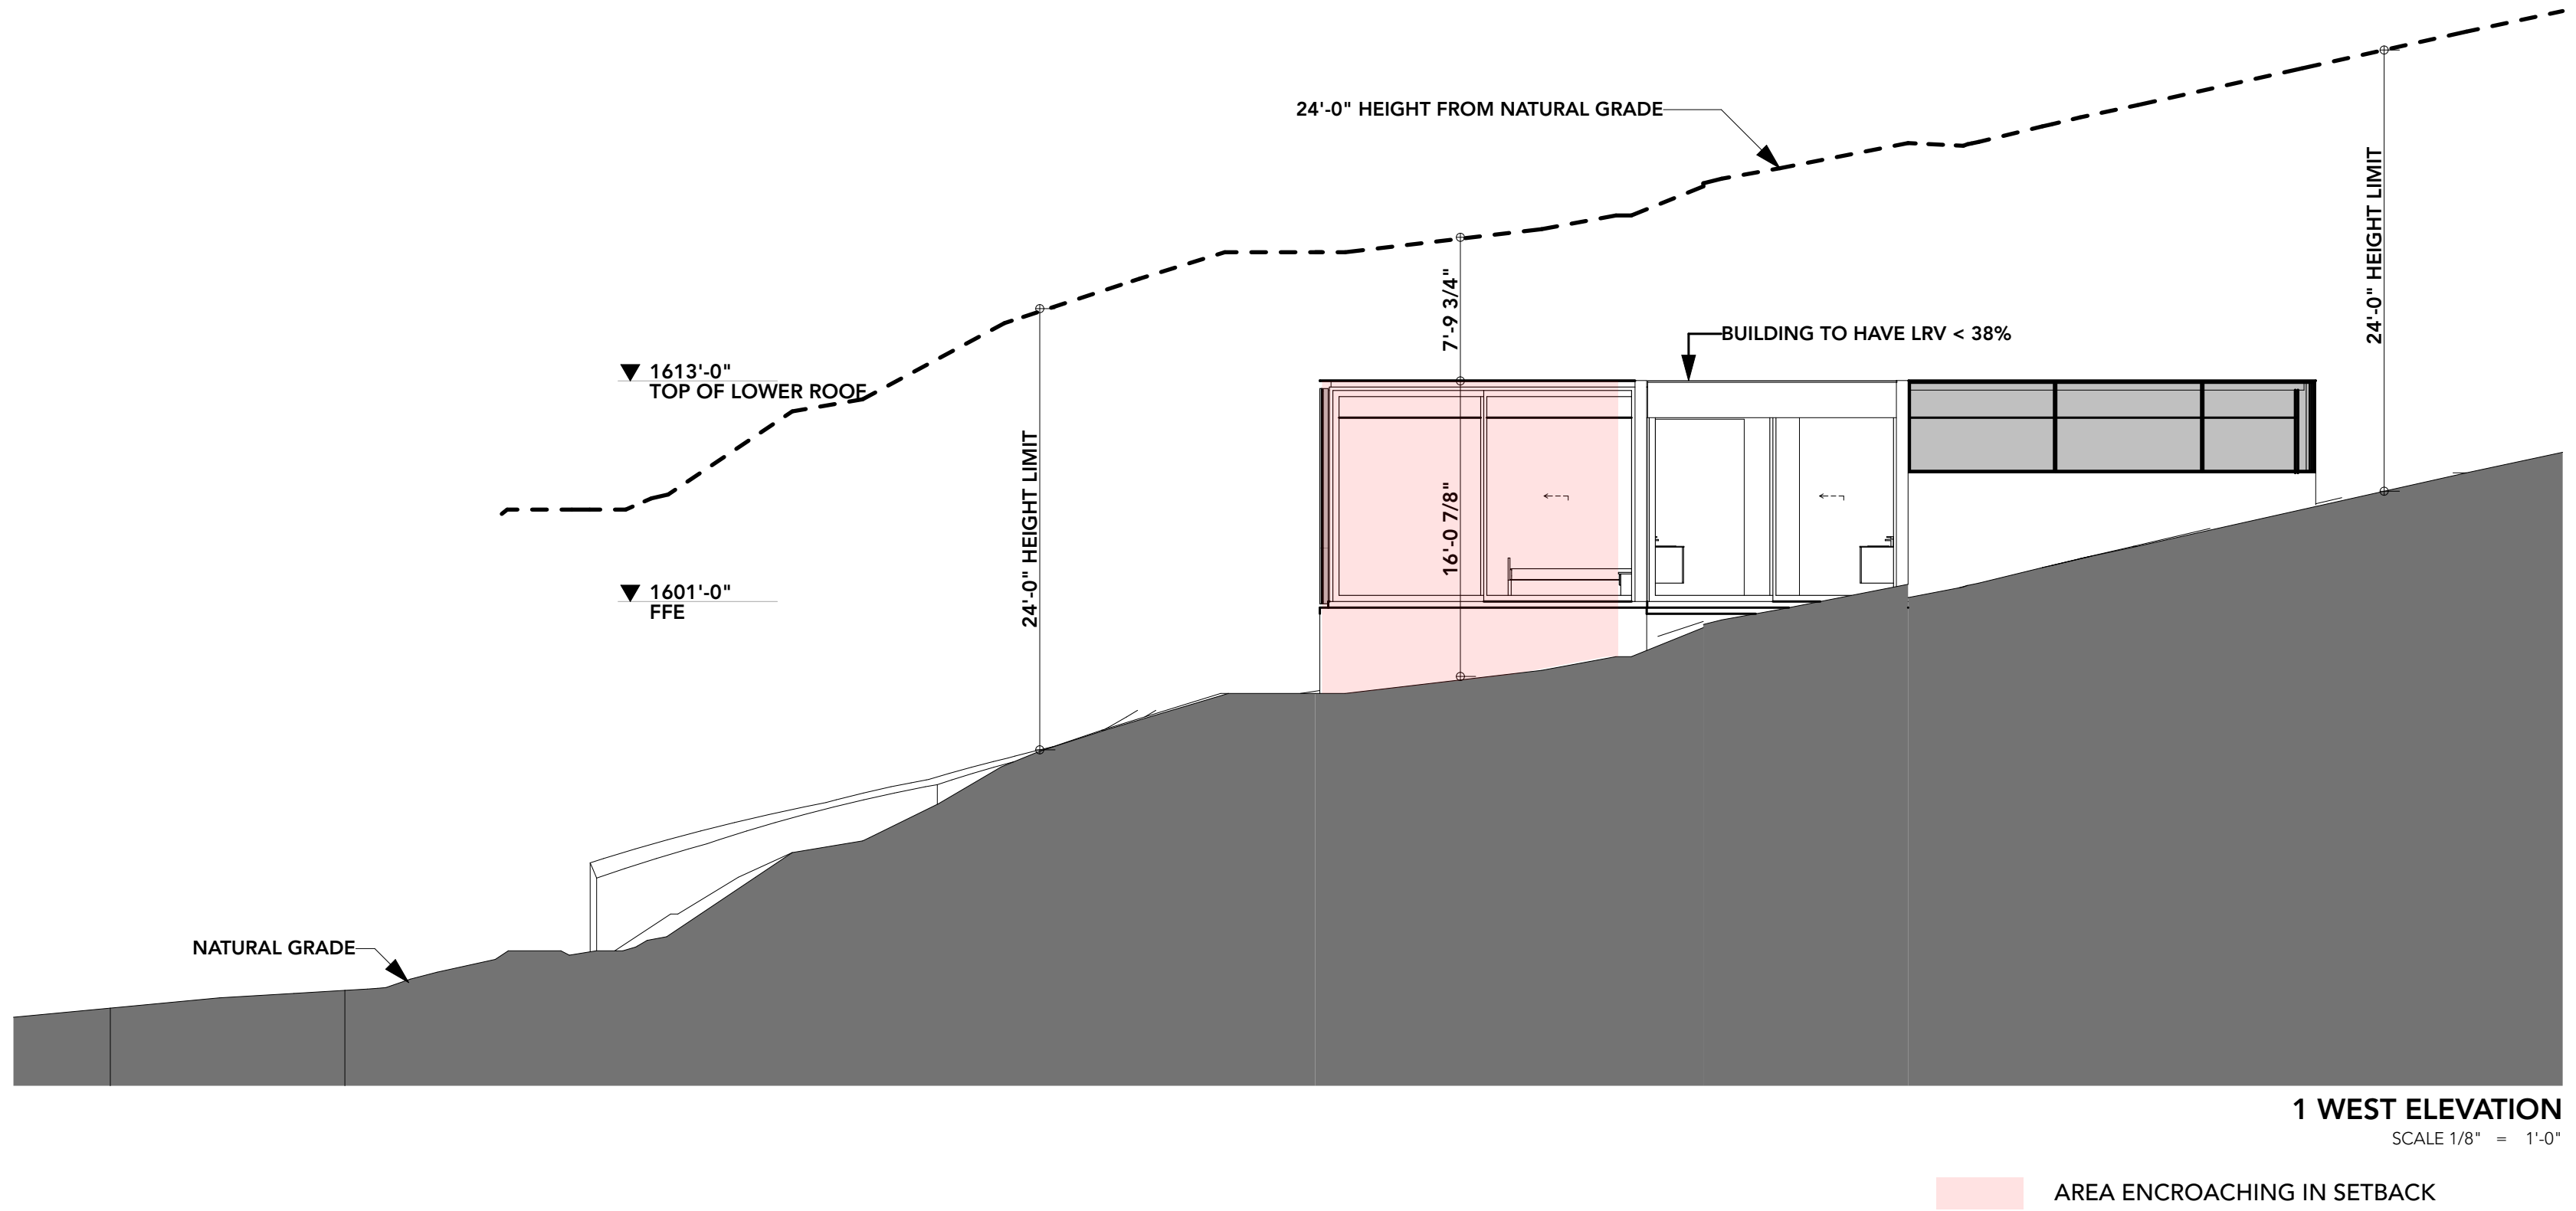 24'-0" HEIGHT FROM NATURAL GRADE
24'-0" HEIGHT LIMIT
7'-9 3/4"
BUILDING TO HAVE LRV < 38%
1613'-0"
TOP OF LOWER ROOF
24'-0" HEIGHT LIMIT
16'-0 7/8"
1601'-0"
FFE
NATURAL GRADE
1 WEST ELEVATION
SCALE 1/8" = 1'-0"
AREA ENCROACHING IN SETBACK